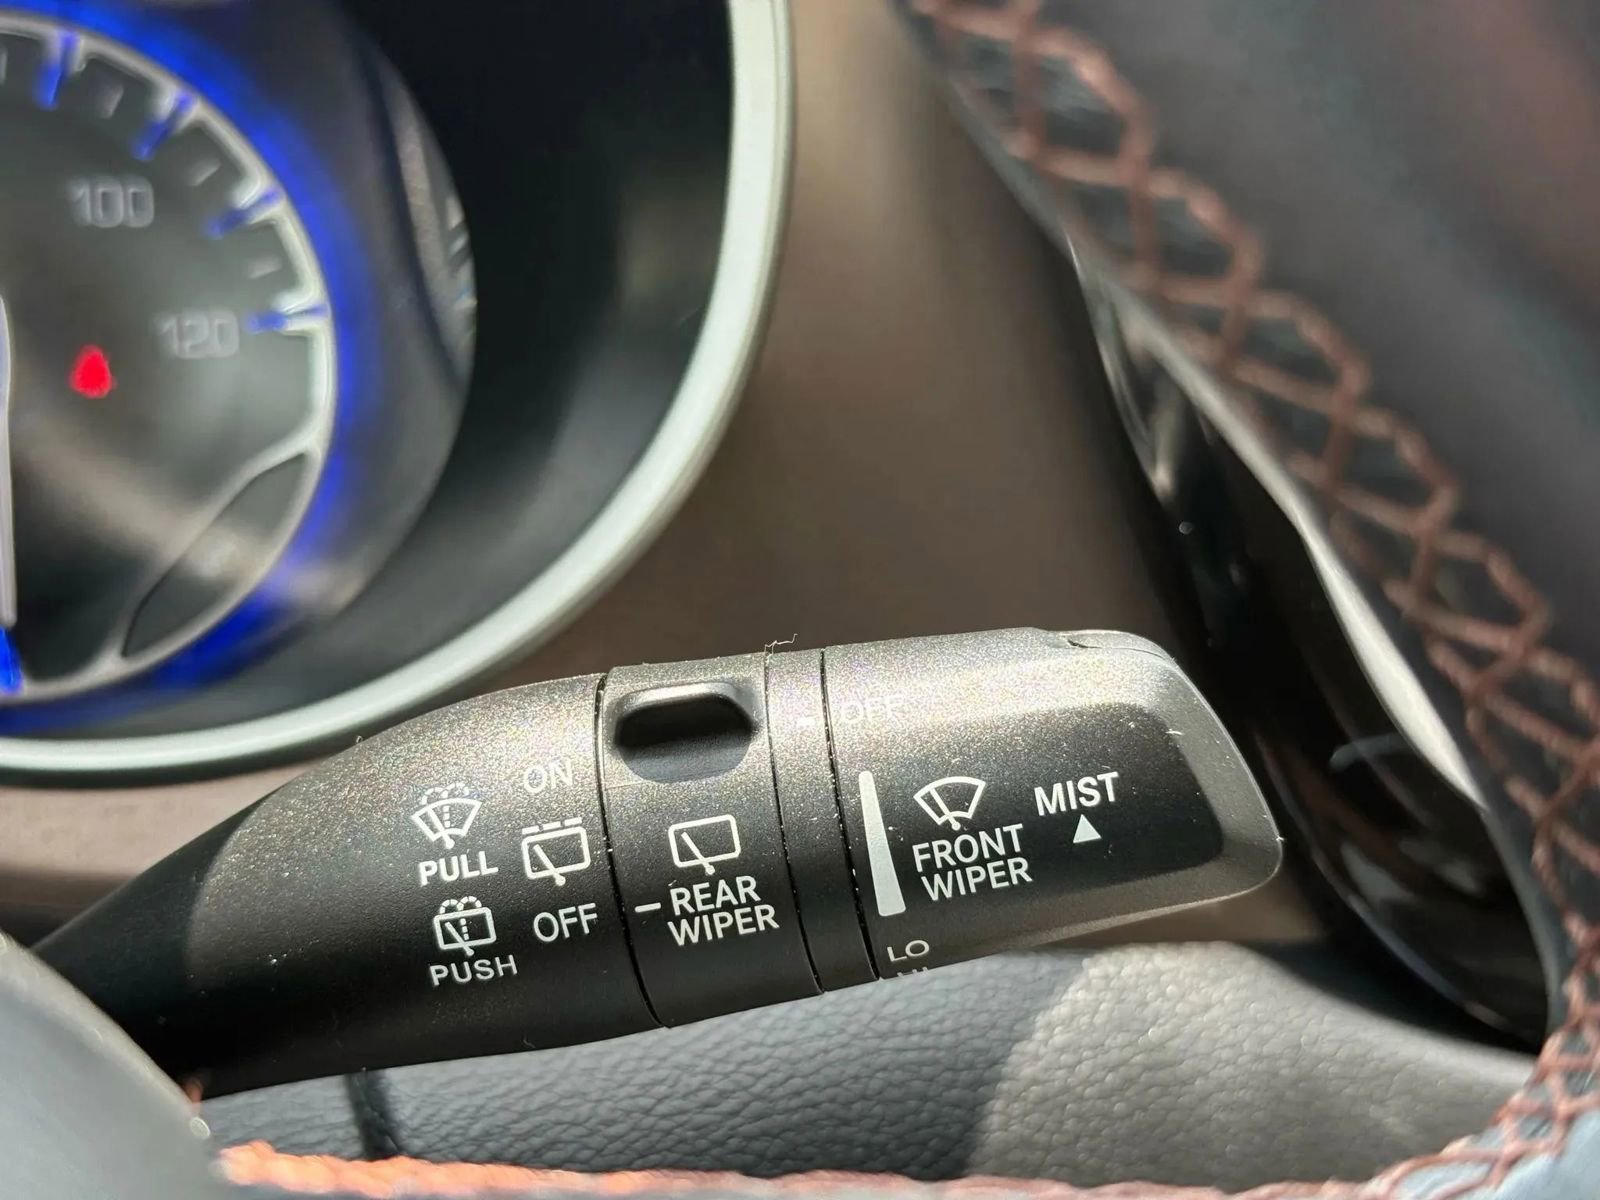 100
120
ON
PULL
OFF
PUSH
REAR
WIPER
OFF
FRONT
WIPER
MIST
LO